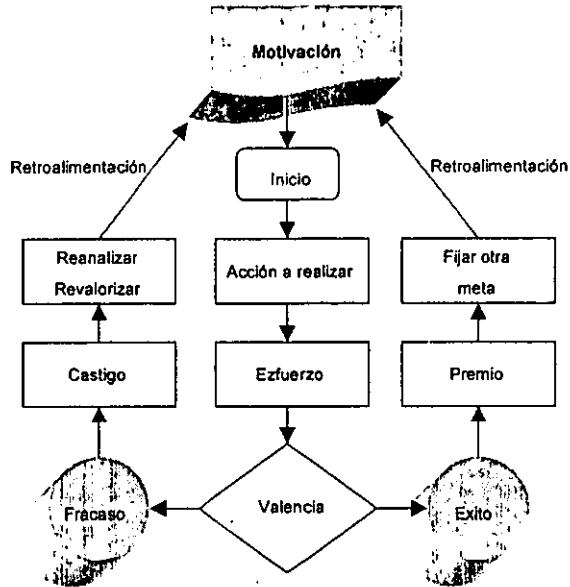 Motivación
Retroalimentación
Retroalimentación
Inicio
Reanalizar
Revalorizar
Acción a realizar
Fijar otra
meta
Castigo
Ezfuerzo
Premio
Fracaso
Valencia
Exito